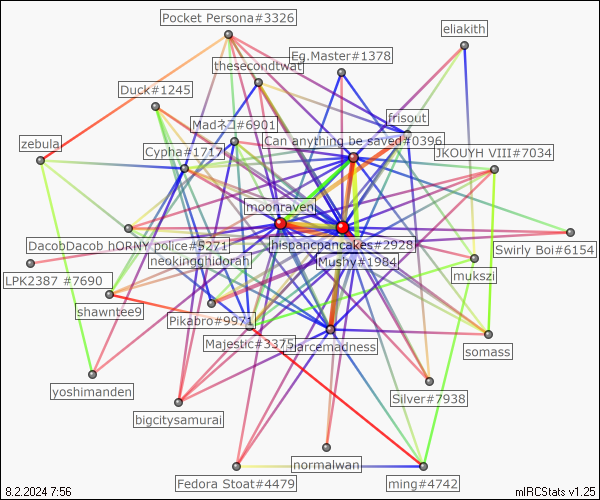 Pocket Persona#3326
eliakith
Eg.Master#1378
thesecondtwat
Duck#1245
frisout
Madネコ#6901
zebula
Can anything be saved#0396
Cypha#1717
JKOUYH VIII#7034
moonraven
DacobDacob hORNY police#5271
hispancpancakes#2928
Swirly Boi#6154
neokingghidorah
Mushy#1984
mukszi
LPK2387 #7690
shawntee9
Pikabro#9971
Majestic#3375
marcemadness
somass
yoshimanden
Silver#7938
bigcitysamurai
normalwan
Fedora Stoat#4479
ming#4742
8.2.2024 7:56
mIRCStats v1.25